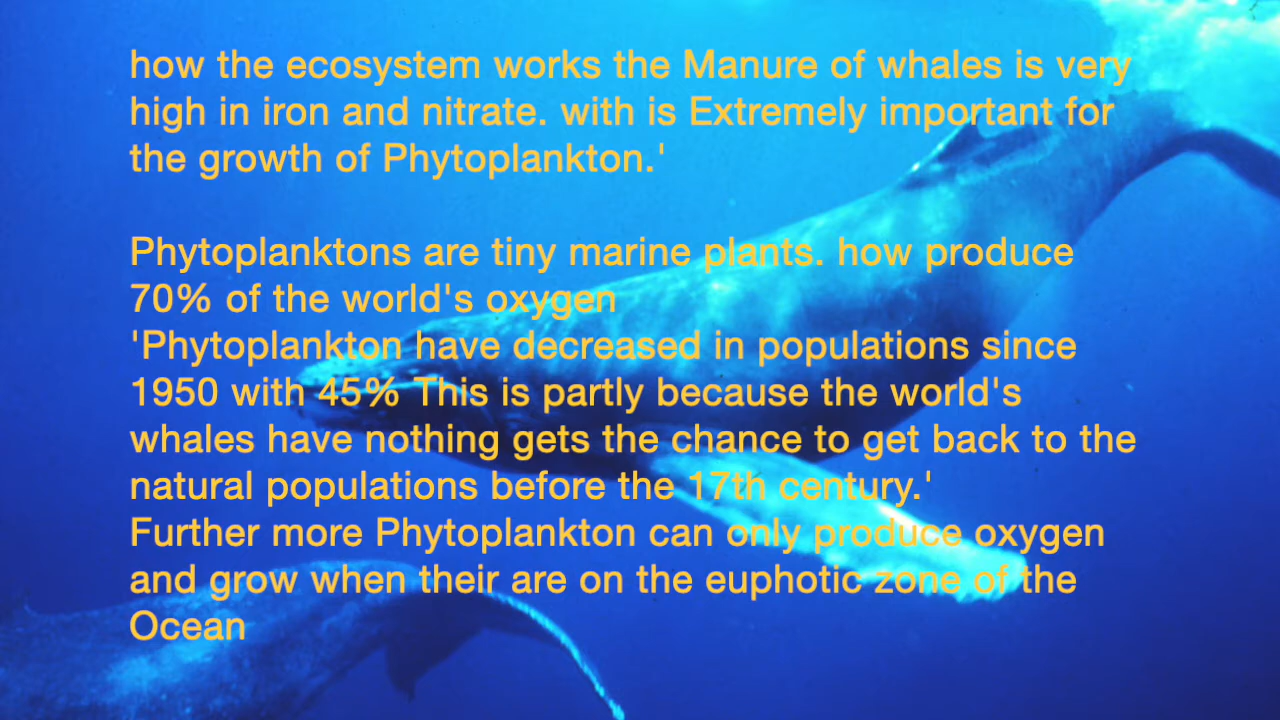 how the ecosystem works the Manure of whales is very
high in iron and nitrate. with is Extremely important for
the growth of Phytoplankton.'
Phytoplanktons are tiny marine plants. how produce
70% of the world's oxygen
'Phytoplankton have decreased in populations since
1950 with 45% This is partly because the world's
whales have nothing gets the chance to get back to the
natural populations before the 17th century.'
Further more Phytoplankton can only produce oxygen
and grow when their are on the euphotic zone of the
Ocean